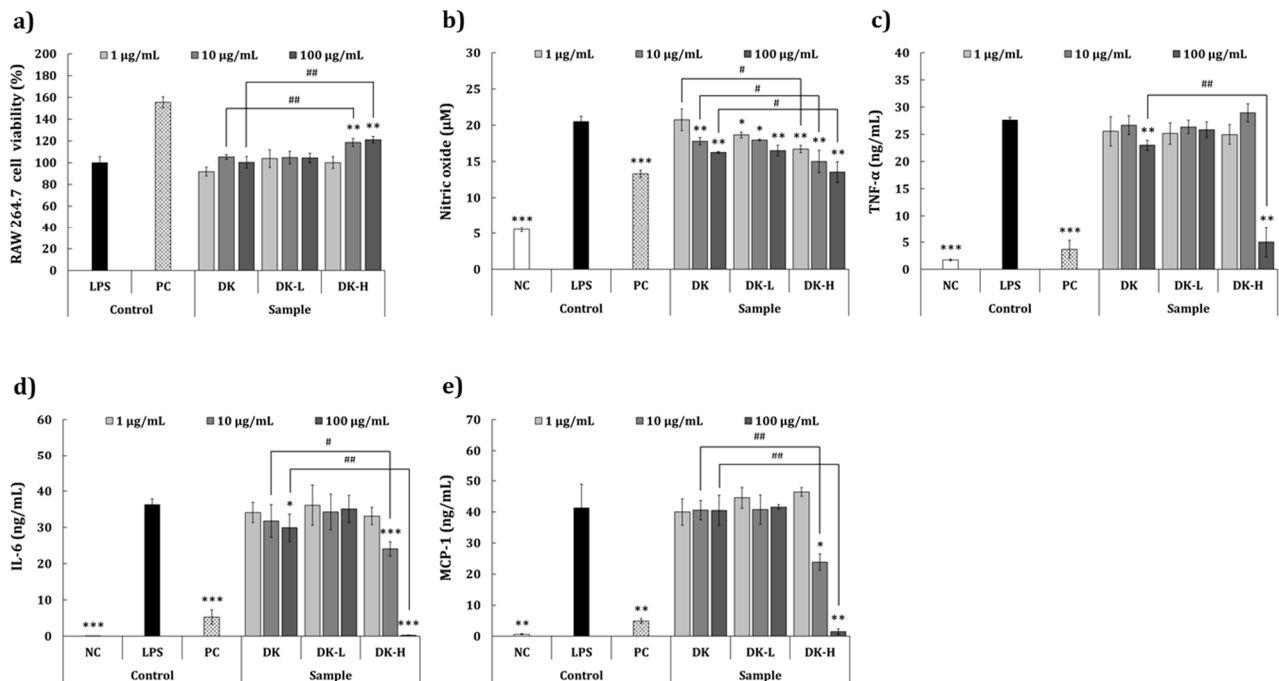 a)
1 μg/mL 10 μg/mL 100 μg/mL
RAW 264.7 cell viability (%)
200
180
160
140
120
100
80
60
40
20
0
##
##
** **
LPS PC DK DK-L DK-H
Control Sample
b)
1 μg/mL 10 μg/mL 100 μg/mL
Nitric oxide (μM)
30
25
20
15
10
5
0
#
#
#
*** *** ** ** * * ** ** ** **
NC LPS PC DK DK-L DK-H
Control Sample
c)
1 μg/mL 10 μg/mL 100 μg/mL
TNF-α (ng/mL)
40
35
30
25
20
15
10
5
0
##
*** *** ** **
NC LPS PC DK DK-L DK-H
Control Sample
d)
1 μg/mL 10 μg/mL 100 μg/mL
IL-6 (ng/mL)
60
50
40
30
20
10
0
#
##
*** *** * *** ***
NC LPS PC DK DK-L DK-H
Control Sample
e)
1 μg/mL 10 μg/mL 100 μg/mL
MCP-1 (ng/mL)
70
60
50
40
30
20
10
0
##
##
** ** * **
NC LPS PC DK DK-L DK-H
Control Sample